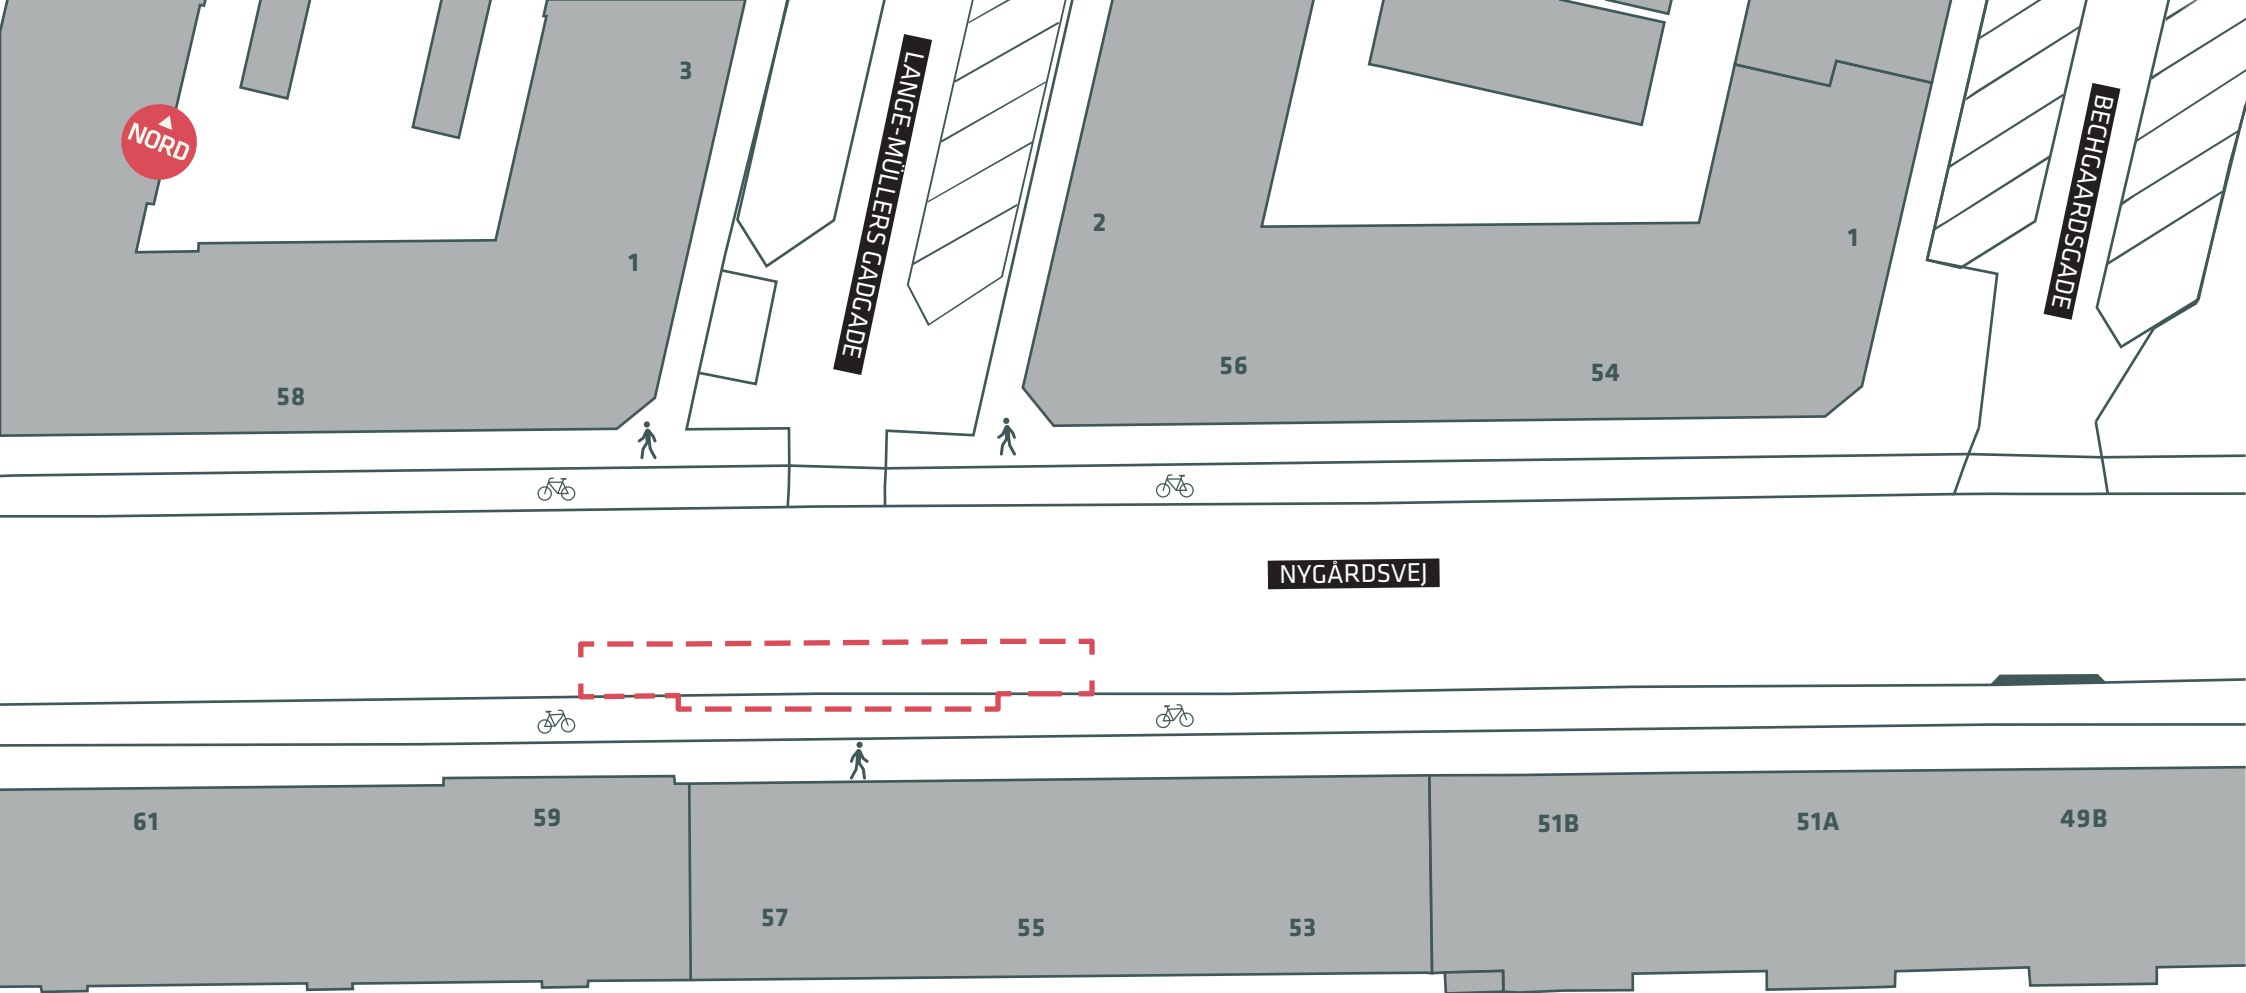 3
NORD
LANGE-MÜLLERS GADGADE
BECHGAARDSGADE
2
1
1
56
54
58
NYGÅRDSVEJ
61
59
51B
51A
49B
57
55
53